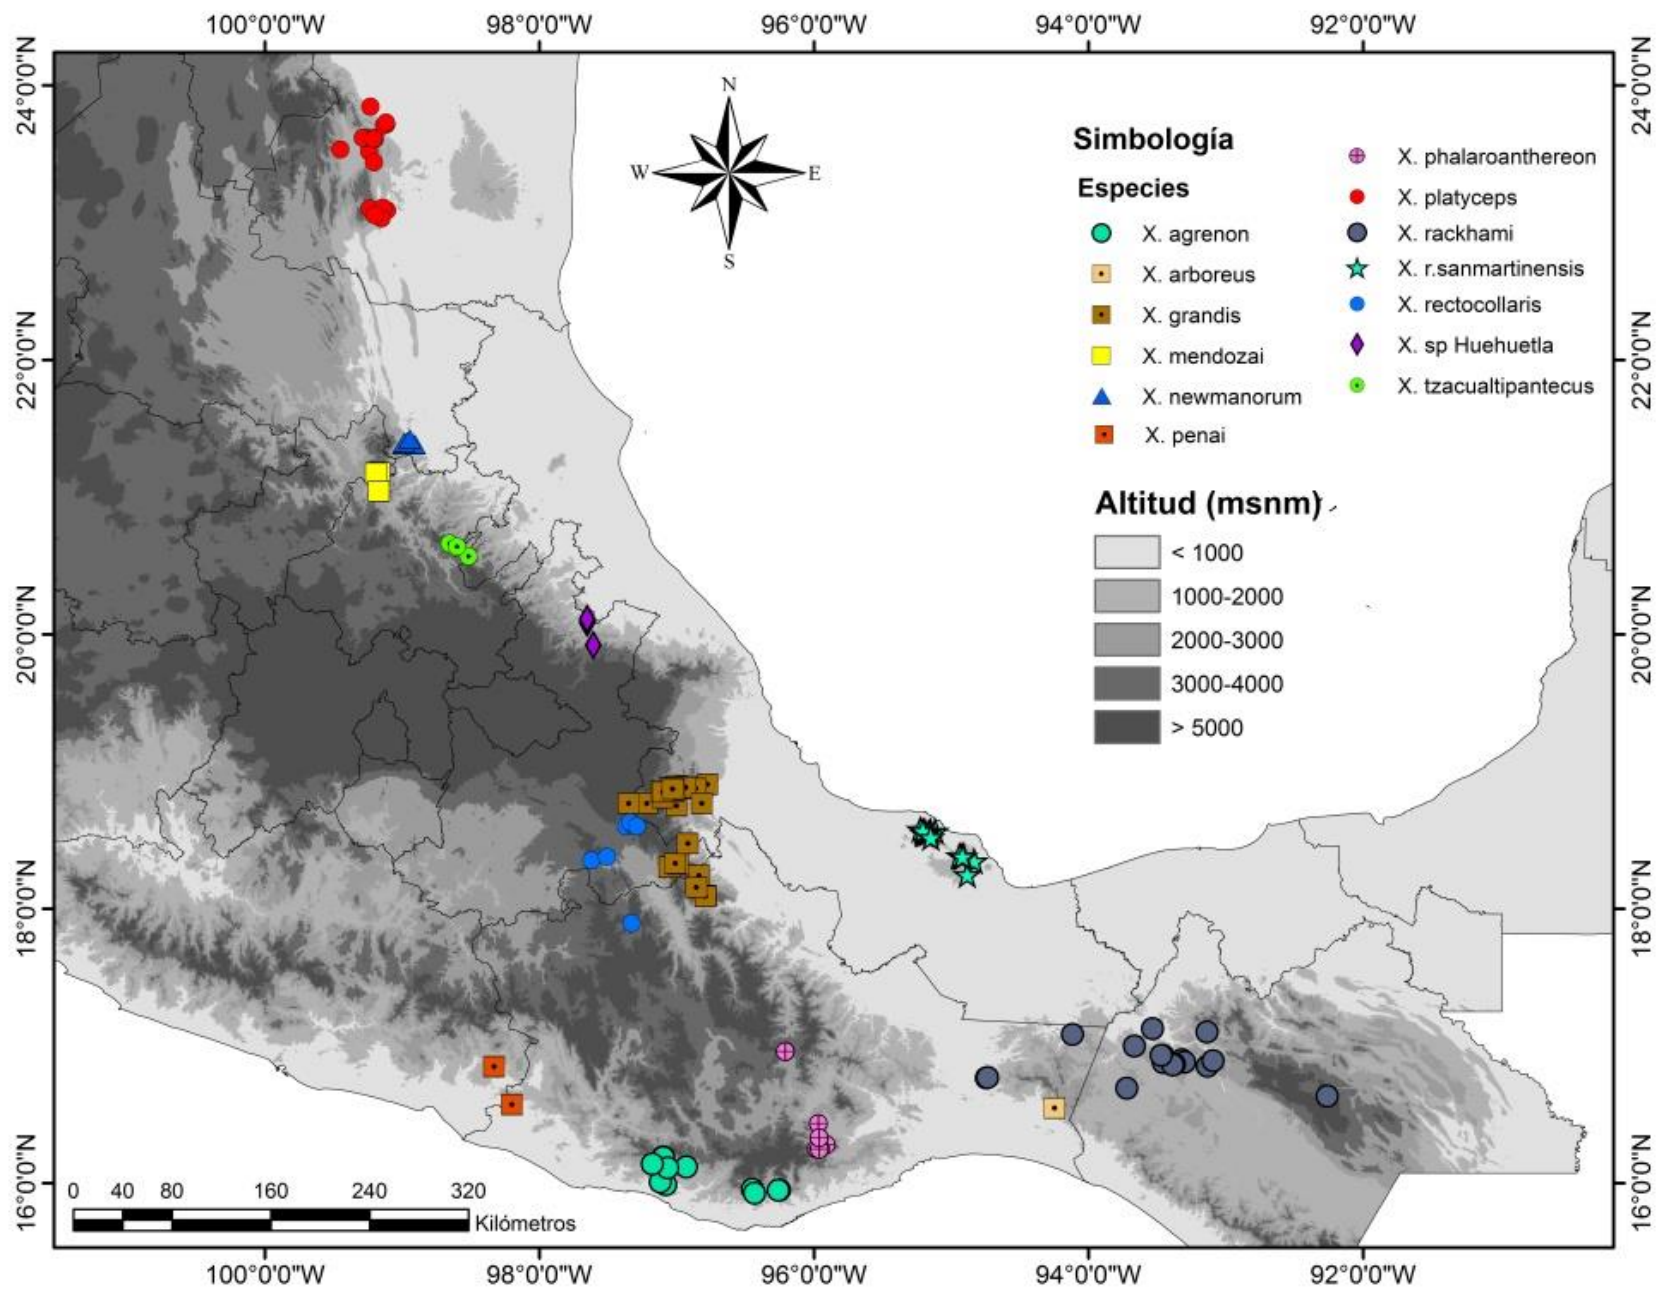 100°0'0"W 98°0'0"W 96°0'0"W 94°0'0"W 92°0'0"W
24°0'0"N 24°0'0"N
22°0'0"N 22°0'0"N
20°0'0"N 20°0'0"N
18°0'0"N 18°0'0"N
16°0'0"N 16°0'0"N
N
W E
S
Simbología
Especies
X. agrenon
X. arboreus
X. grandis
X. mendozai
X. newmanorum
X. penai
X. phalaroanthereon
X. platyceps
X. rackhami
X. r.sanmartinensis
X. rectocollaris
X. sp Huehuetla
X. tzacualtipantecus
Altitud (msnm)
< 1000
1000-2000
2000-3000
3000-4000
> 5000
0 40 80 160 240 320
Kilómetros
100°0'0"W 98°0'0"W 96°0'0"W 94°0'0"W 92°0'0"W